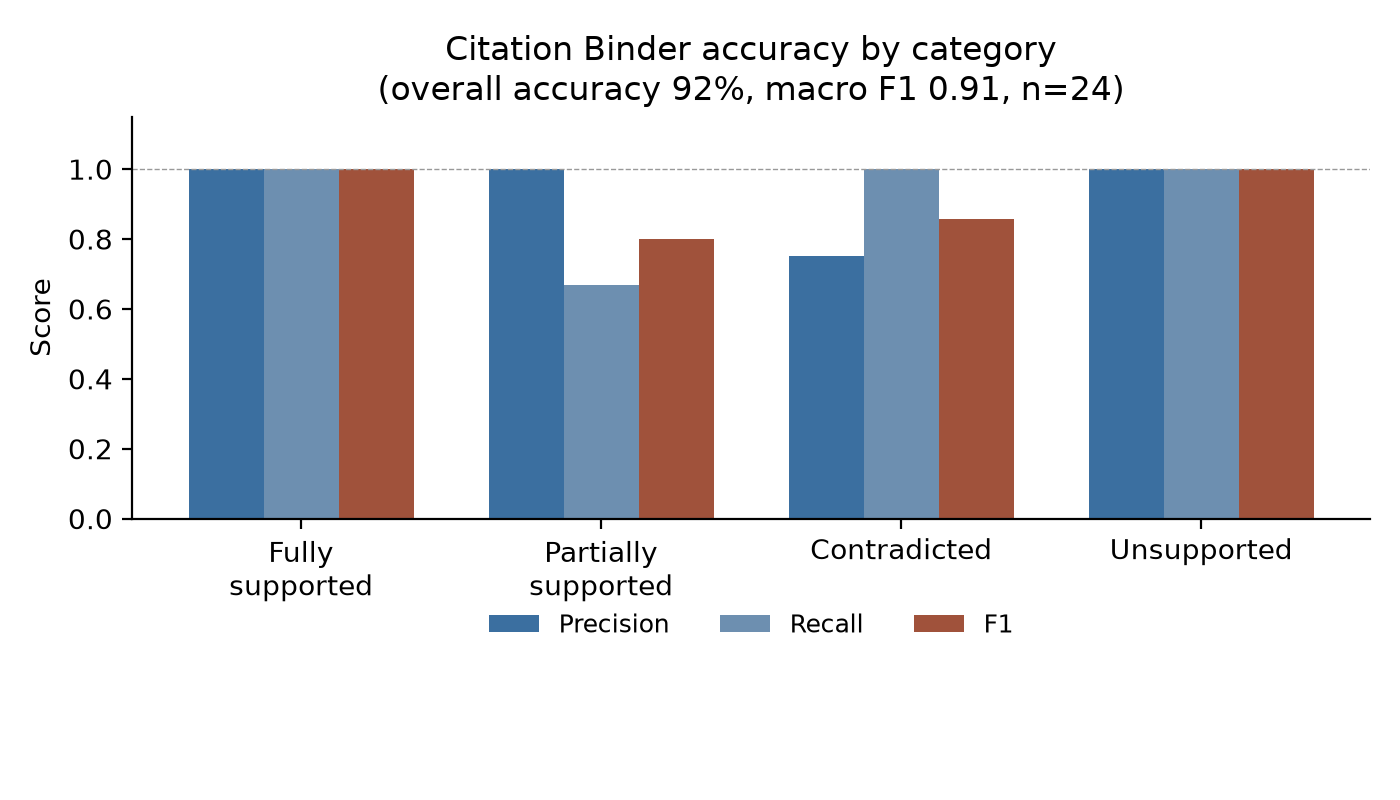 Citation Binder accuracy by category
(overall accuracy 92%, macro F1 0.91, n=24)
Score
1.0
0.8
0.6
0.4
0.2
0.0
Fully
supported
Partially
supported
Contradicted
Unsupported
Precision
Recall
F1